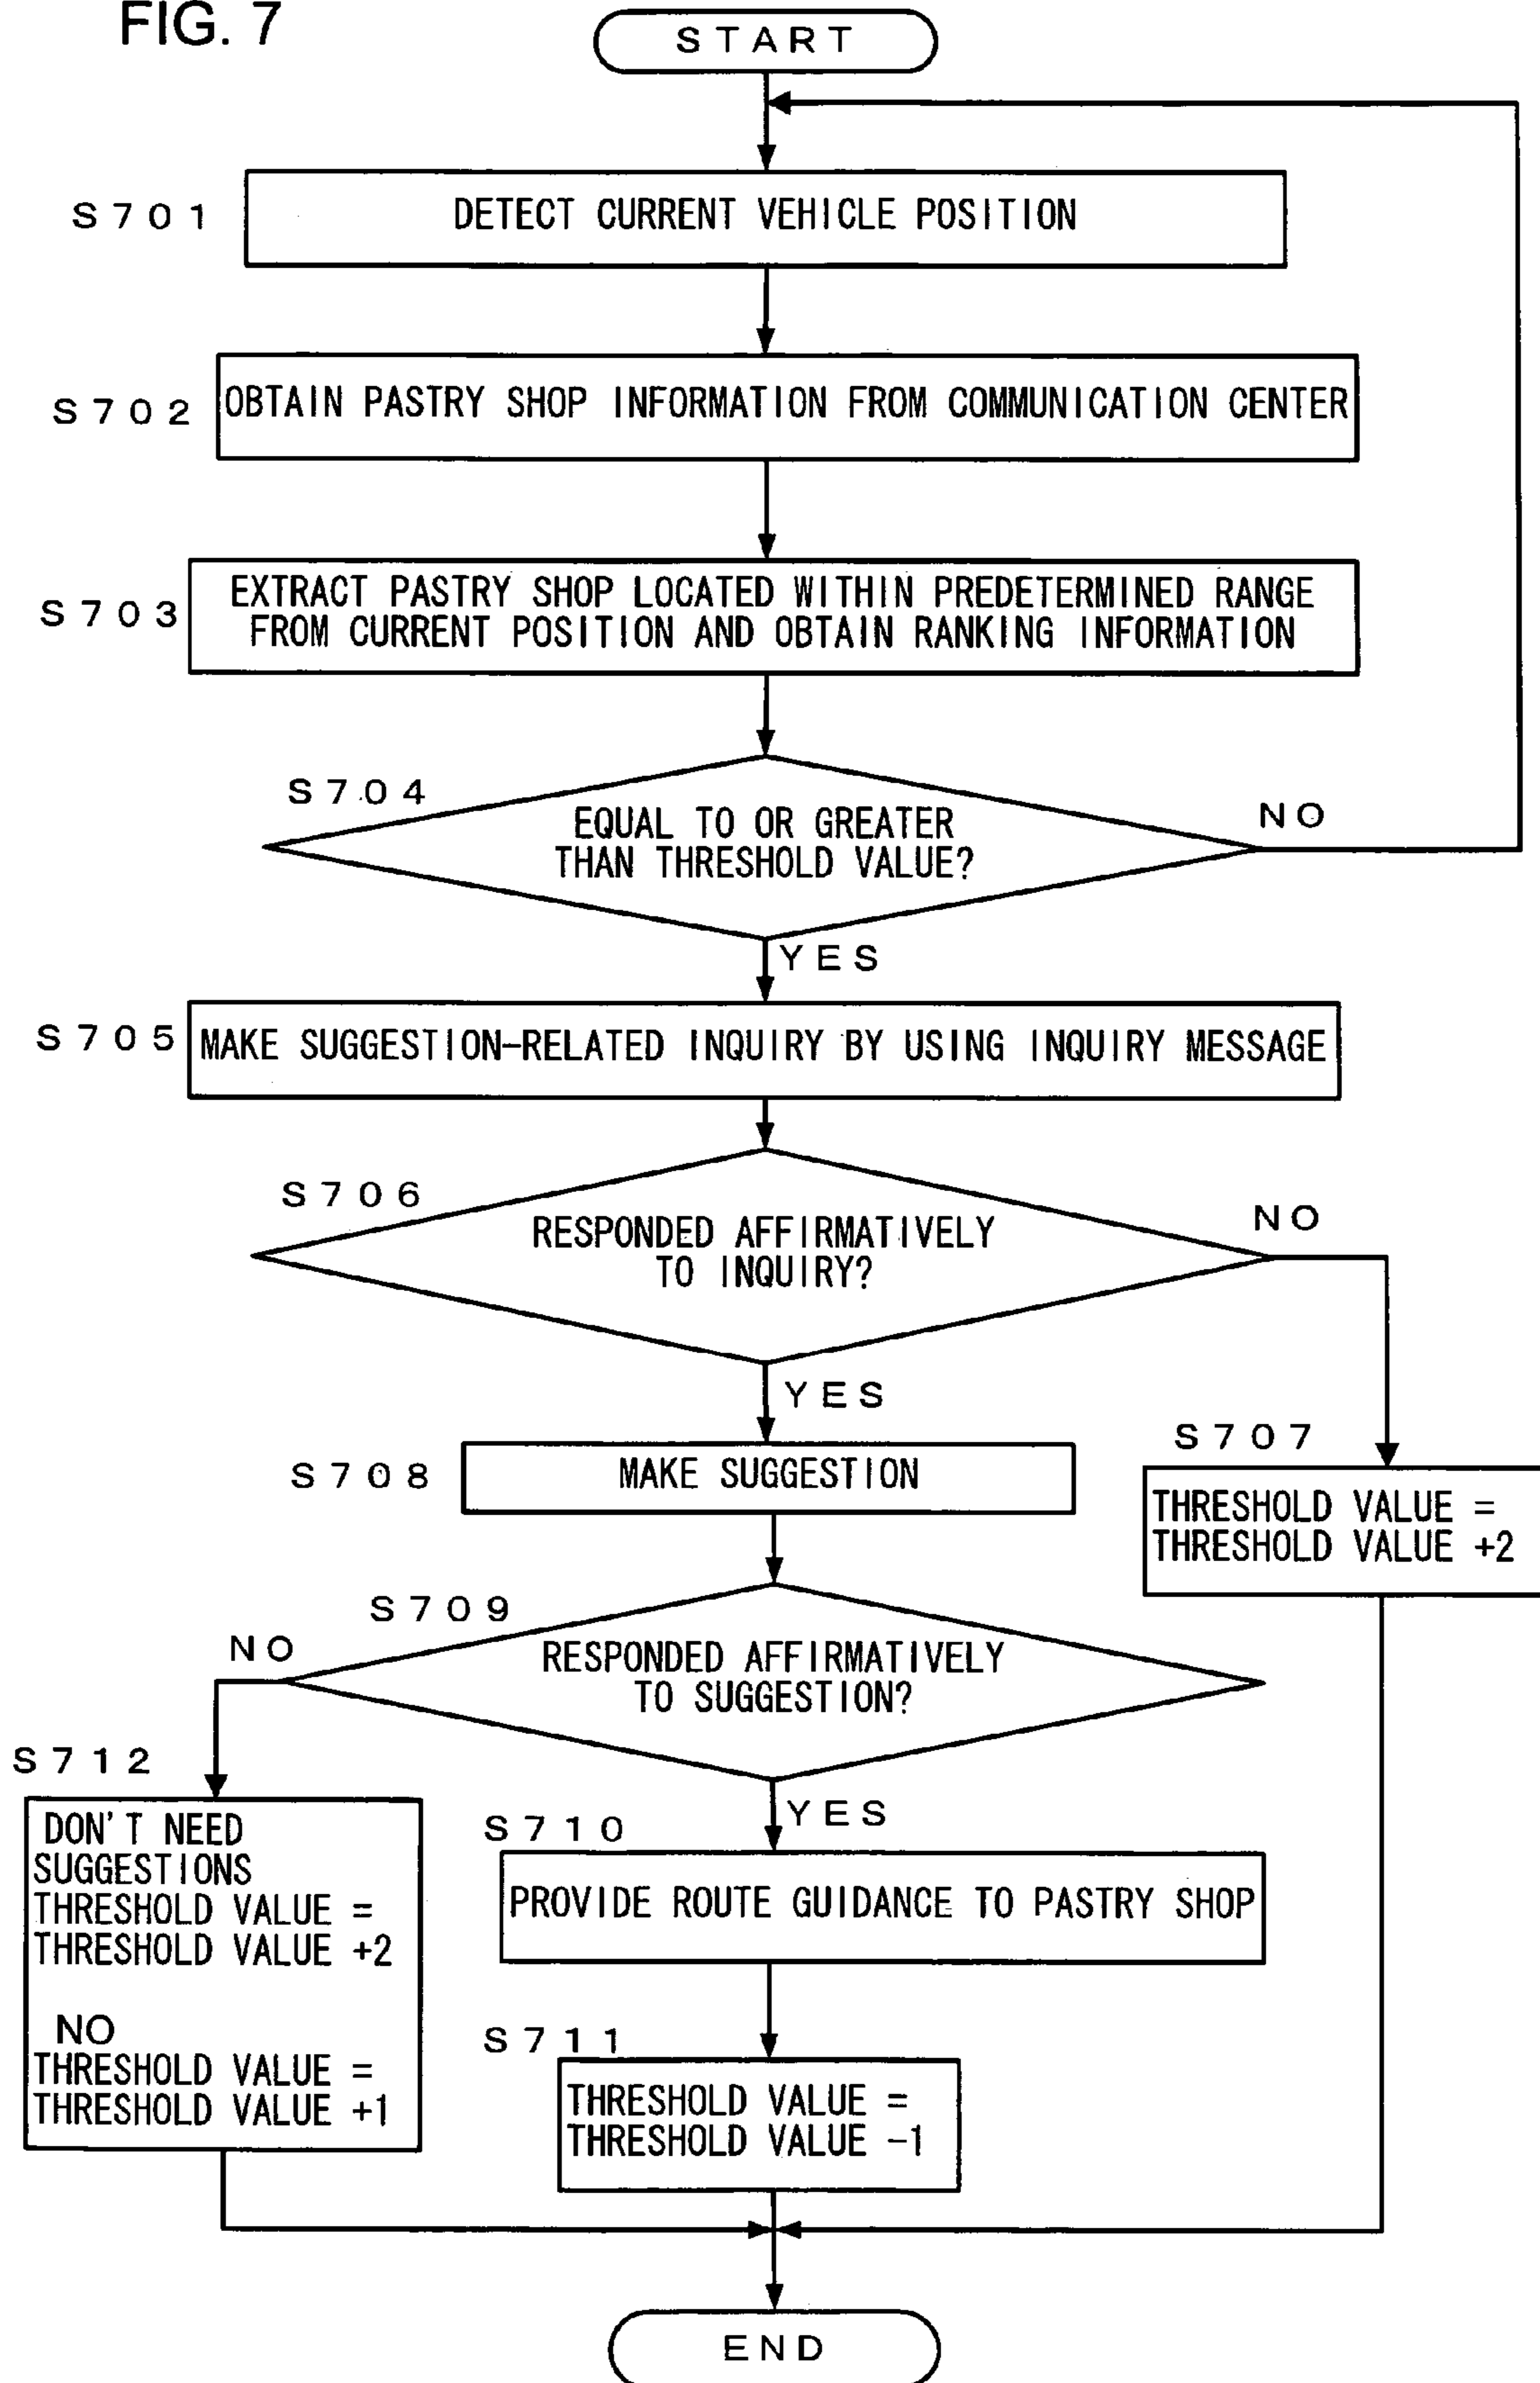 FIG. 7
START
S701
DETECT CURRENT VEHICLE POSITION
S702
OBTAIN PASTRY SHOP INFORMATION FROM COMMUNICATION CENTER
S703
EXTRACT PASTRY SHOP LOCATED WITHIN PREDETERMINED RANGE
FROM CURRENT POSITION AND OBTAIN RANKING INFORMATION
S704
EQUAL TO OR GREATER
THAN THRESHOLD VALUE?
NO
YES
S705
MAKE SUGGESTION-RELATED INQUIRY BY USING INQUIRY MESSAGE
S706
RESPONDED AFFIRMATIVELY
TO INQUIRY?
NO
YES
S707
THRESHOLD VALUE =
THRESHOLD VALUE +2
S708
MAKE SUGGESTION
S709
RESPONDED AFFIRMATIVELY
TO SUGGESTION?
NO
YES
S712
DON'T NEED
SUGGESTIONS
THRESHOLD VALUE =
THRESHOLD VALUE +2
NO
THRESHOLD VALUE =
THRESHOLD VALUE +1
S710
PROVIDE ROUTE GUIDANCE TO PASTRY SHOP
S711
THRESHOLD VALUE =
THRESHOLD VALUE -1
END